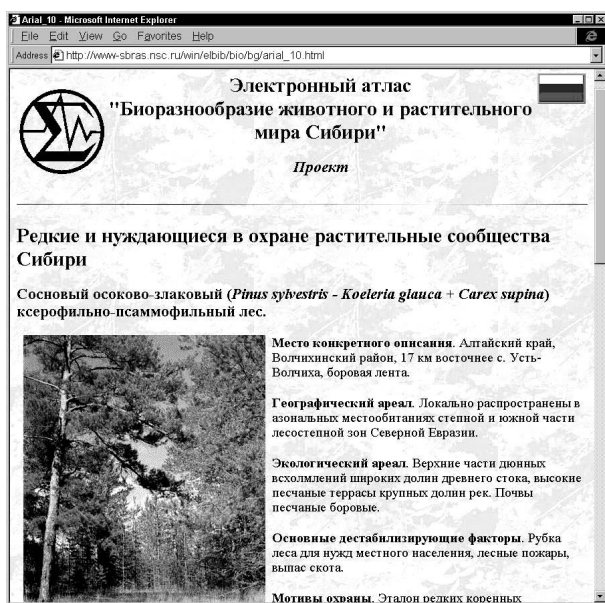 Arial_10 - Microsoft Internet Explorer
File Edit View Go Favorites Help
Address http://www-sbras.nsc.ru/win/elbib/bio/bg/arial_10.html
Электронный атлас
"Биоразнообразие животного и растительного
мира Сибири"
Проект
Редкие и нуждающиеся в охране растительные сообщества
Сибири
Сосновый осоково-злаковый (Pinus sylvestris - Koeleria glauca + Carex supina)
ксерофильно-псаммофильный лес.
Место конкретного описания. Алтайский край,
Волчихинский район, 17 км восточнее с. Усть-
Волчиха, боровая лента.
Географический ареал. Локально распространены в
азональных местообитаниях степной и южной части
лесостепной зон Северной Евразии.
Экологический ареал. Верхние части дюнных
всхолмлений широких долин древнего стока, высокие
песчаные террасы крупных долин рек. Почвы
песчаные боровые.
Основные дестабилизирующие факторы. Рубка
леса для нужд местного населения, лесные пожары,
выпас скота.
Мотивы охраны. Эталон редких коренных